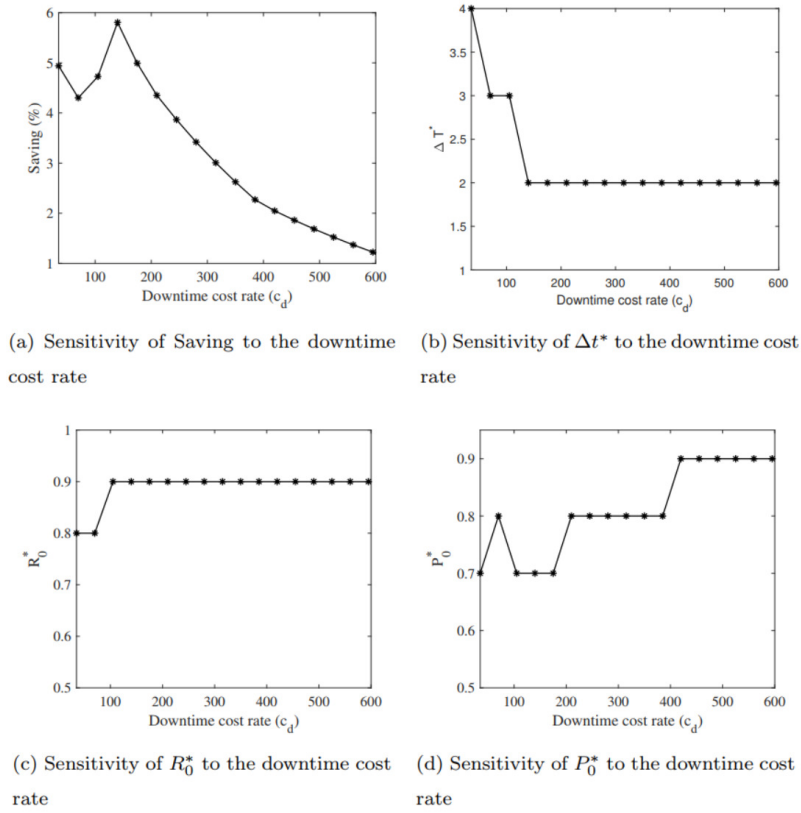 6
5
4
3
2
1
Saving (%)
100 200 300 400 500 600
Downtime cost rate (c_d)
(a) Sensitivity of Saving to the downtime
cost rate
4
3.5
3
2.5
2
1.5
1
Δ T*
100 200 300 400 500 600
Downtime cost rate (c_d)
(b) Sensitivity of Δt* to the downtime cost
rate
1
0.9
0.8
0.7
0.6
0.5
R_0^*
100 200 300 400 500 600
Downtime cost rate (c_d)
(c) Sensitivity of R_0^* to the downtime cost
rate
0.9
0.8
0.7
0.6
0.5
P_0^*
100 200 300 400 500 600
Downtime cost rate (c_d)
(d) Sensitivity of P_0^* to the downtime cost
rate